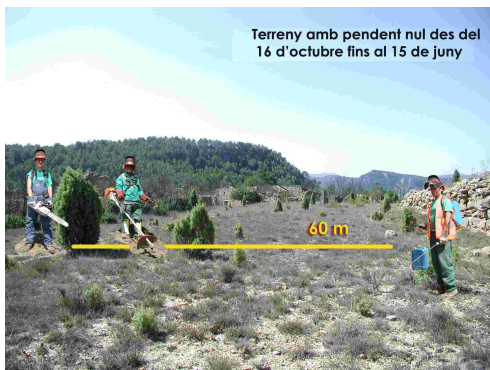 Terreny amb pendent nul des del
16 d'octubre fins al 15 de juny
60 m